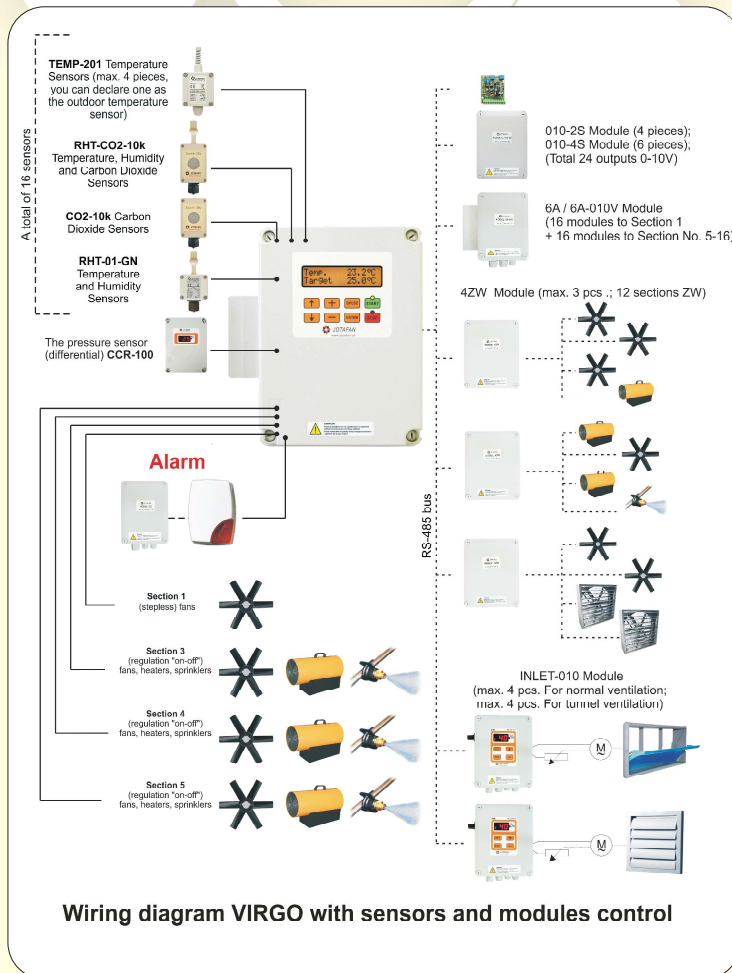 A total of 16 sensors
TEMP-201 Temperature
Sensors (max. 4 pieces,
you can declare one as
the outdoor temperature
sensor)
RHT-CO2-10k
Temperature, Humidity
and Carbon Dioxide
Sensors
CO2-10k Carbon
Dioxide Sensors
RHT-01-GN
Temperature
and Humidity
Sensors
The pressure sensor
(differential) CCR-100
Temp. 23.2ºC
Target 25.0ºC
START
STOP
JOTAFAN
Alarm
Section 1
(stepless) fans
Section 3
(regulation "on-off")
fans, heaters, sprinklers
Section 4
(regulation "on-off")
fans, heaters, sprinklers
Section 5
(regulation "on-off")
fans, heaters, sprinklers
RS-485 bus
010-2S Module (4 pieces);
010-4S Module (6 pieces);
(Total 24 outputs 0-10V)
6A / 6A-010V Module
(16 modules to Section 1
+ 16 modules to Section No. 5-16)
4ZW Module (max. 3 pcs .; 12 sections ZW)
INLET-010 Module
(max. 4 pcs. For normal ventilation;
max. 4 pcs. For tunnel ventilation)
M
M
Wiring diagram VIRGO with sensors and modules control